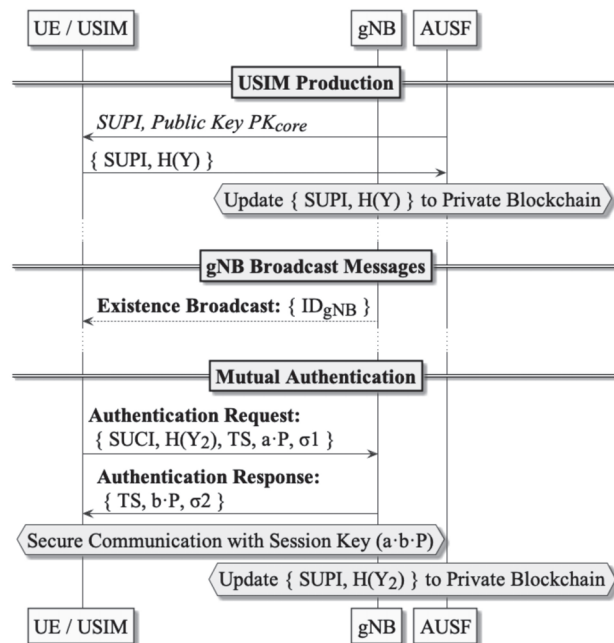 UE / USIM gNB AUSF
USIM Production
SUPI, Public Key PKcore
{ SUPI, H(Y) }
Update { SUPI, H(Y) } to Private Blockchain
gNB Broadcast Messages
Existence Broadcast: { IDgNB }
Mutual Authentication
Authentication Request:
{ SUCI, H(Y2), TS, a·P, σ1 }
Authentication Response:
{ TS, b·P, σ2 }
Secure Communication with Session Key (a·b·P)
Update { SUPI, H(Y2) } to Private Blockchain
UE / USIM gNB AUSF